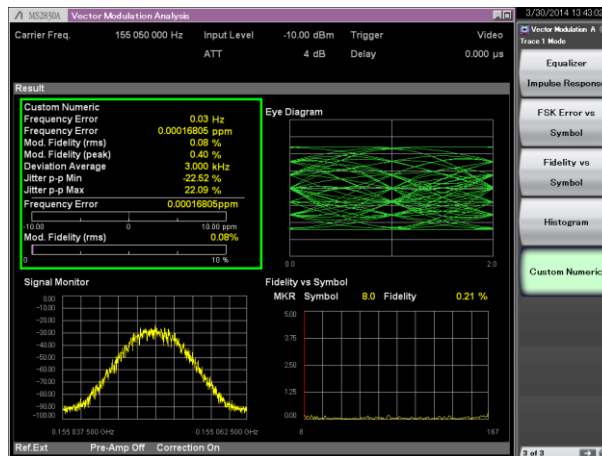 MS2830A Vector Modulation Analysis
3/30/2014 13:43:02
Carrier Freq. 155 050 000 Hz Input Level -10.00 dBm Trigger Video
ATT 4 dB Delay 0.000 µs
Result
Custom Numeric
Frequency Error 0.03 Hz
Frequency Error 0.00016805 ppm
Mod. Fidelity (rms) 0.08 %
Mod. Fidelity (peak) 0.40 %
Deviation Average 3.000 kHz
Jitter p-p Min -22.52 %
Jitter p-p Max 22.09 %
Frequency Error 0.00016805ppm
-10.00 0 10.00 ppm
Mod. Fidelity (rms) 0.08%
0 10 %
Eye Diagram
0.0 2.0
Signal Monitor
0.00
-10.00
-20.00
-30.00
-40.00
-50.00
-60.00
-70.00
-80.00
-90.00
-100.00
0.155 037 500 GHz 0.155 062 500 GHz
Fidelity vs Symbol
MKR Symbol 8.0 Fidelity 0.21 %
5.00
3.75
2.50
1.25
0.00
8 167
Ref.Ext Pre-Amp Off Correction On
Vector Modulation A
Trace 1 Mode
Equalizer
Impulse Response
FSK Error vs
Symbol
Fidelity vs
Symbol
Histogram
Custom Numeric
3 of 3